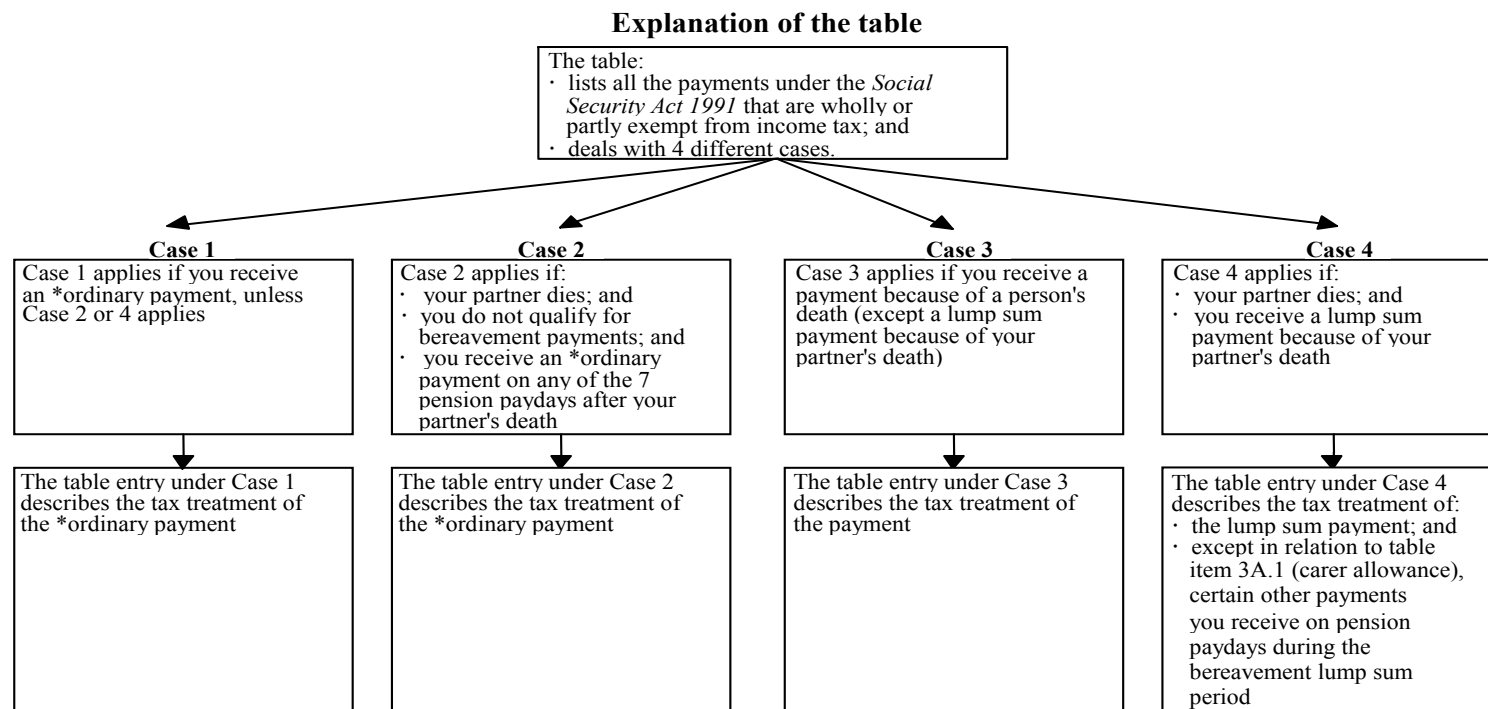 Explanation of the table
The table:
· lists all the payments under the Social
Security Act 1991 that are wholly or
partly exempt from income tax; and
· deals with 4 different cases.
Case 1
Case 1 applies if you receive
an *ordinary payment, unless
Case 2 or 4 applies
Case 2
Case 2 applies if:
· your partner dies; and
· you do not qualify for
bereavement payments; and
· you receive an *ordinary
payment on any of the 7
pension paydays after your
partner's death
Case 3
Case 3 applies if you receive a
payment because of a person's
death (except a lump sum
payment because of your
partner's death)
Case 4
Case 4 applies if:
· your partner dies; and
· you receive a lump sum
payment because of your
partner's death
The table entry under Case 1
describes the tax treatment of
the *ordinary payment
The table entry under Case 2
describes the tax treatment of
the *ordinary payment
The table entry under Case 3
describes the tax treatment of
the payment
The table entry under Case 4
describes the tax treatment of:
· the lump sum payment; and
· except in relation to table
item 3A.1 (carer allowance),
certain other payments
you receive on pension
paydays during the
bereavement lump sum
period